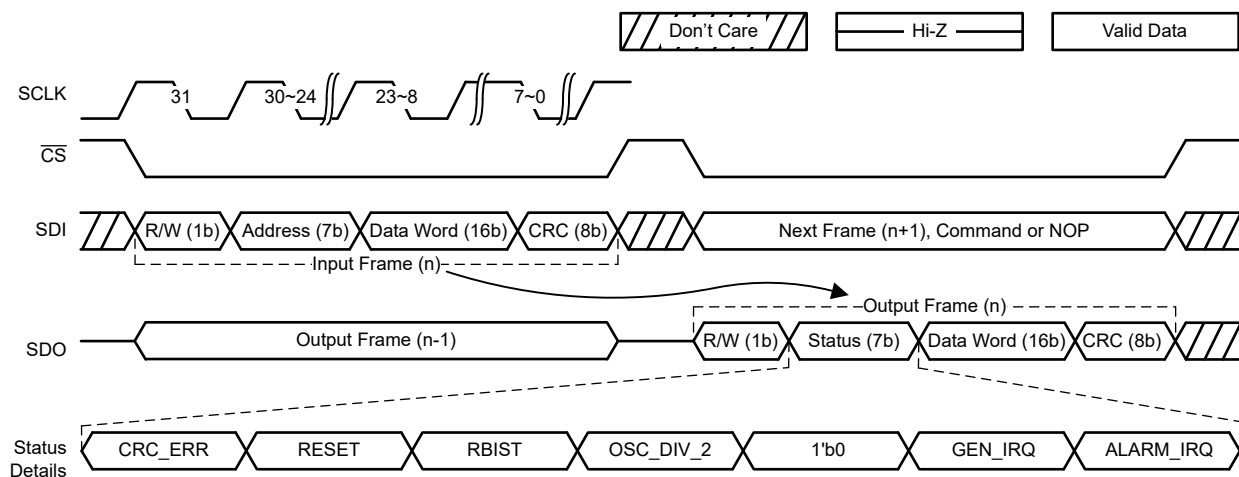 Don't Care Hi-Z Valid Data
SCLK 31 30~24 23~8 7~0
CS
SDI R/W (1b) Address (7b) Data Word (16b) CRC (8b) Next Frame (n+1), Command or NOP
Input Frame (n)
Output Frame (n)
SDO Output Frame (n-1) R/W (1b) Status (7b) Data Word (16b) CRC (8b)
Status Details CRC_ERR RESET RBIST OSC_DIV_2 1'b0 GEN_IRQ ALARM_IRQ